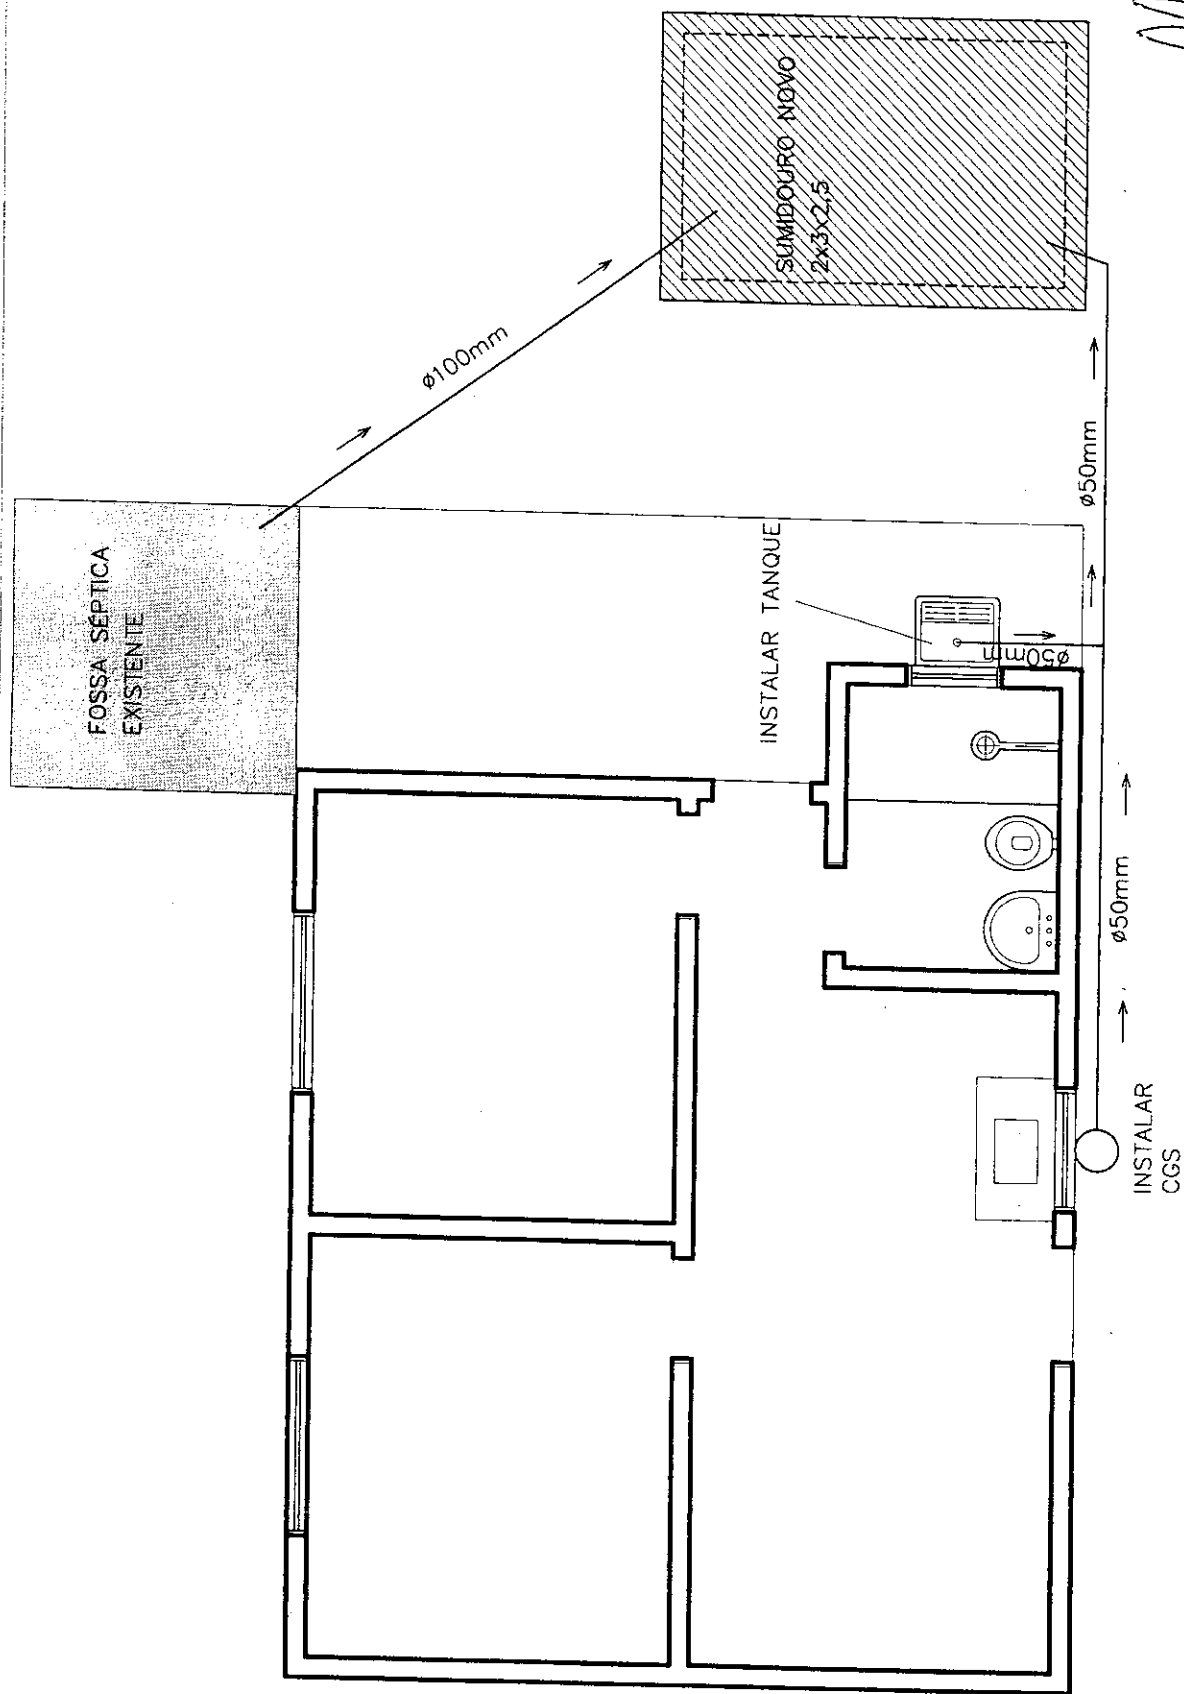 FOSSA SÉPTICA
EXISTENTE
ø100mm
SUMIDOURO NOVO
2x3x2,5
INSTALAR TANQUE
ø50mm
ø50mm
ø50mm
INSTALAR
CGS